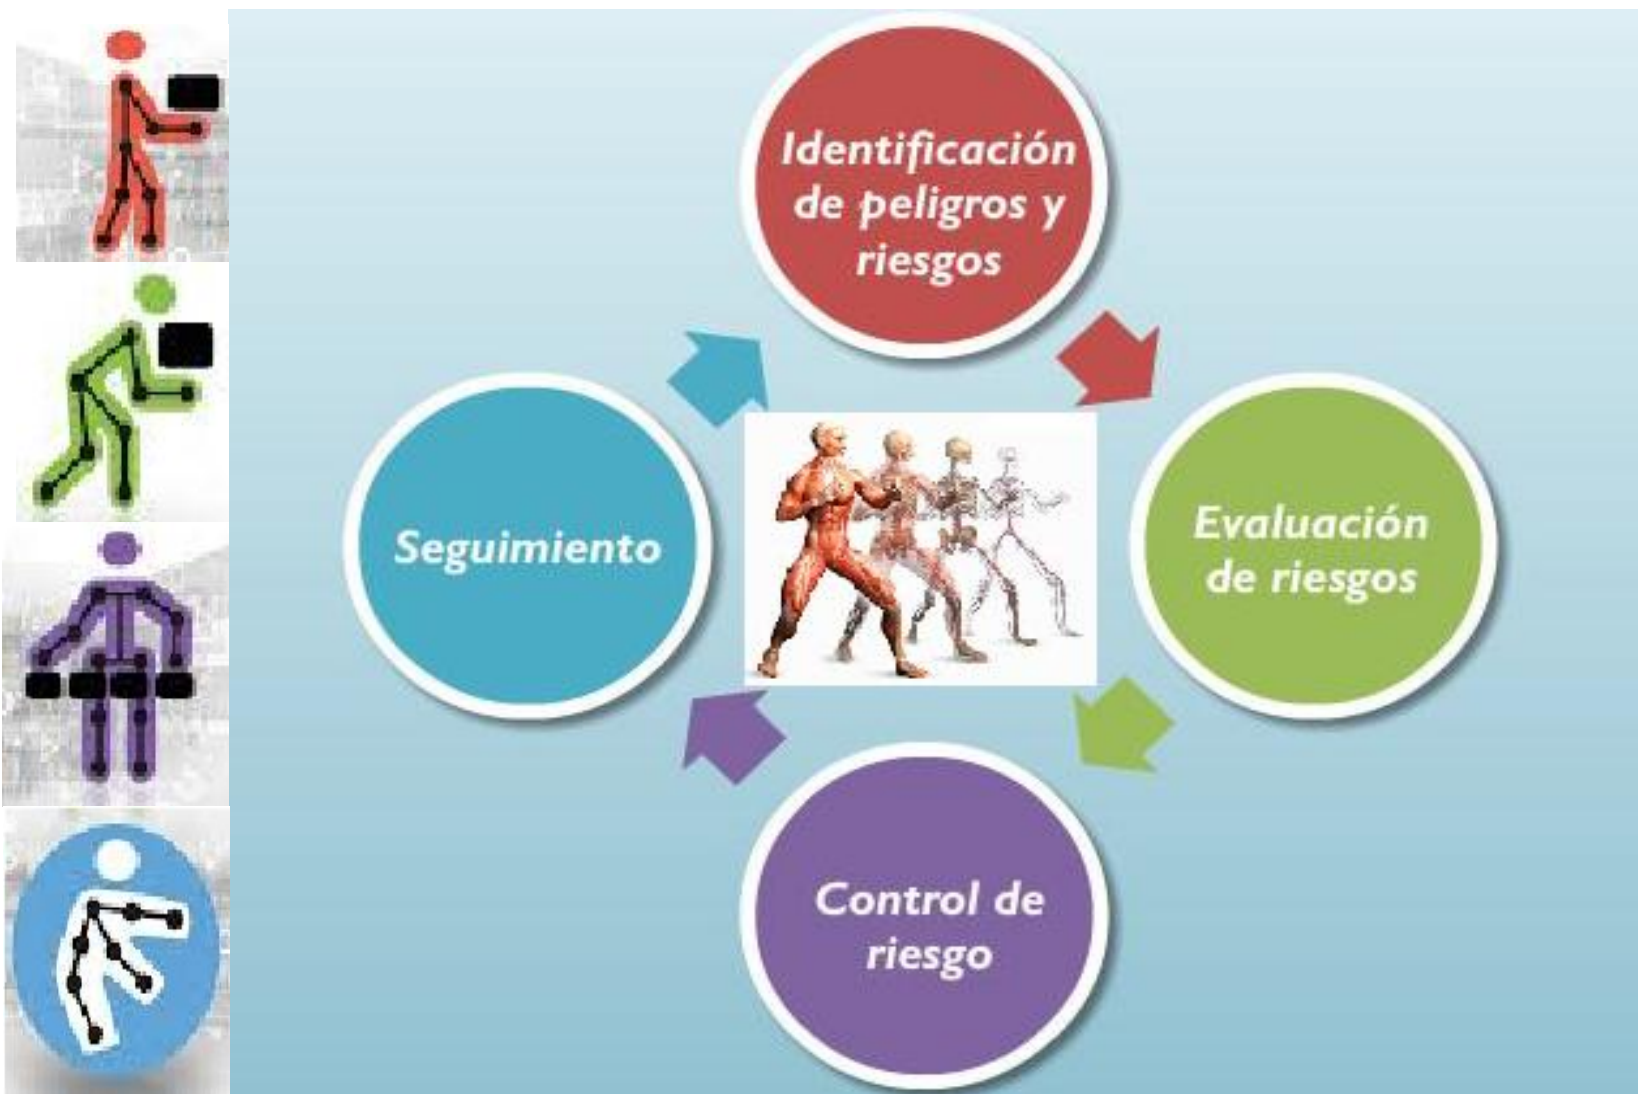 Identificación
de peligros y
riesgos
Evaluación
de riesgos
Control de
riesgo
Seguimiento